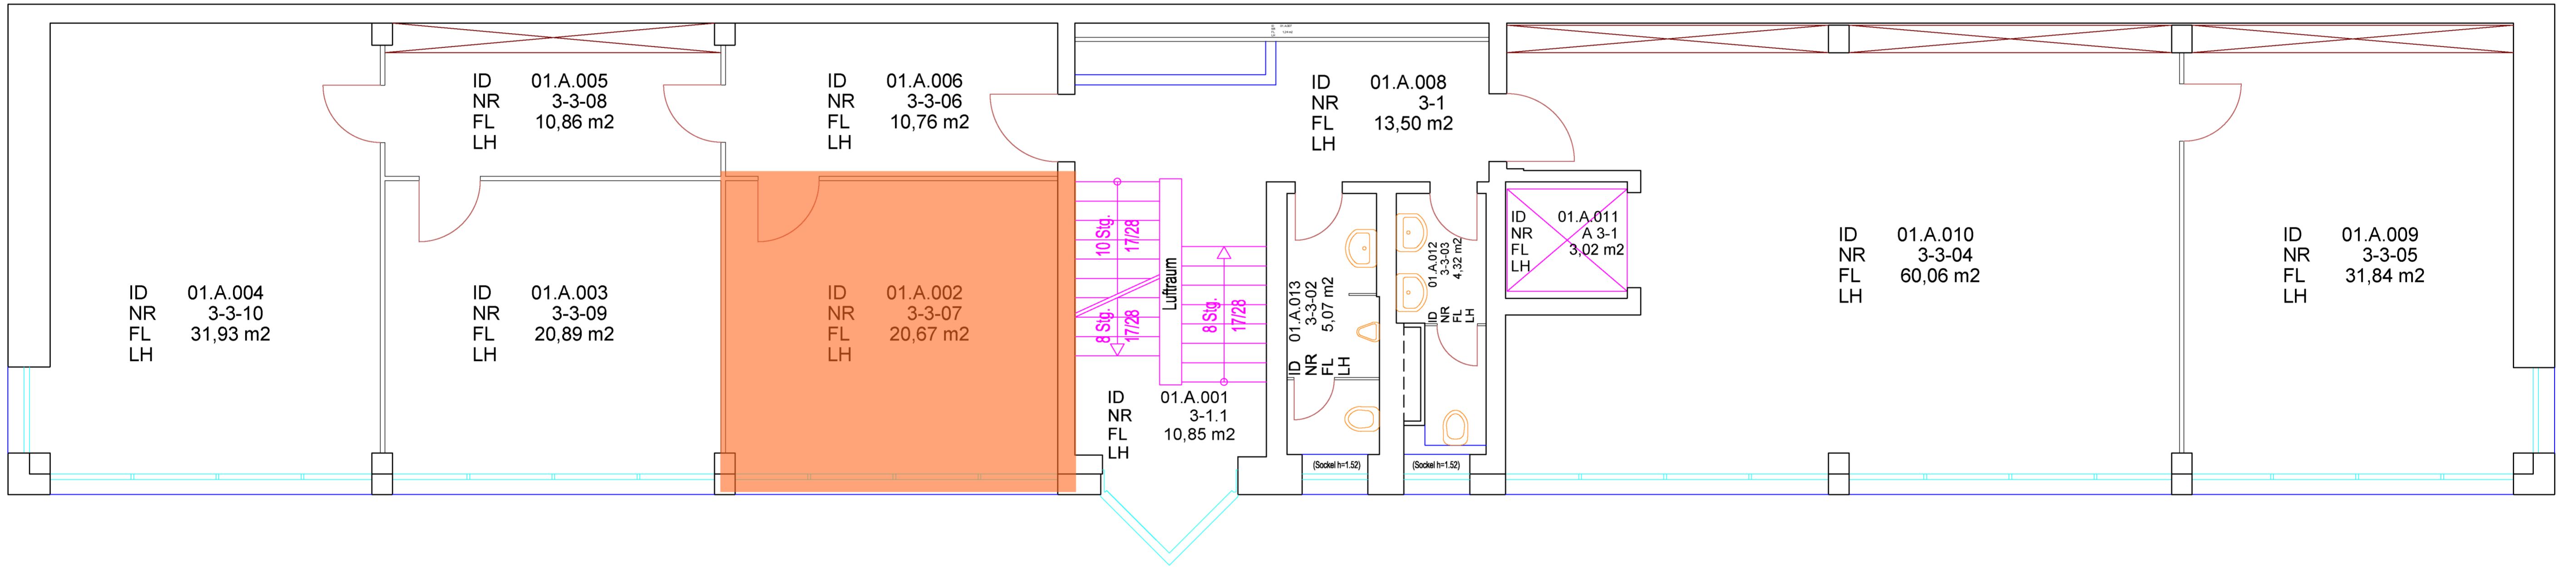 ID 01.A.005
NR 3-3-08
FL 10,86 m2
LH
ID 01.A.006
NR 3-3-06
FL 10,76 m2
LH
ID 01.A.008
NR 3-1
FL 13,50 m2
LH
ID 01.A.004
NR 3-3-10
FL 31,93 m2
LH
ID 01.A.003
NR 3-3-09
FL 20,89 m2
LH
ID 01.A.002
NR 3-3-07
FL 20,67 m2
LH
10 Stg.
17/28
8 Stg.
17/28
Luftraum
8 Stg.
17/28
ID 01.A.001
NR 3-1.1
FL 10,85 m2
LH
ID 01.A.013
NR 3-3-02
FL 5,07 m2
LH
(Sockel h=1.52)
ID 01.A.012
NR 3-3-03
FL 4,32 m2
LH
(Sockel h=1.52)
ID 01.A.011
NR A 3-1
FL 3,02 m2
LH
ID 01.A.010
NR 3-3-04
FL 60,06 m2
LH
ID 01.A.009
NR 3-3-05
FL 31,84 m2
LH